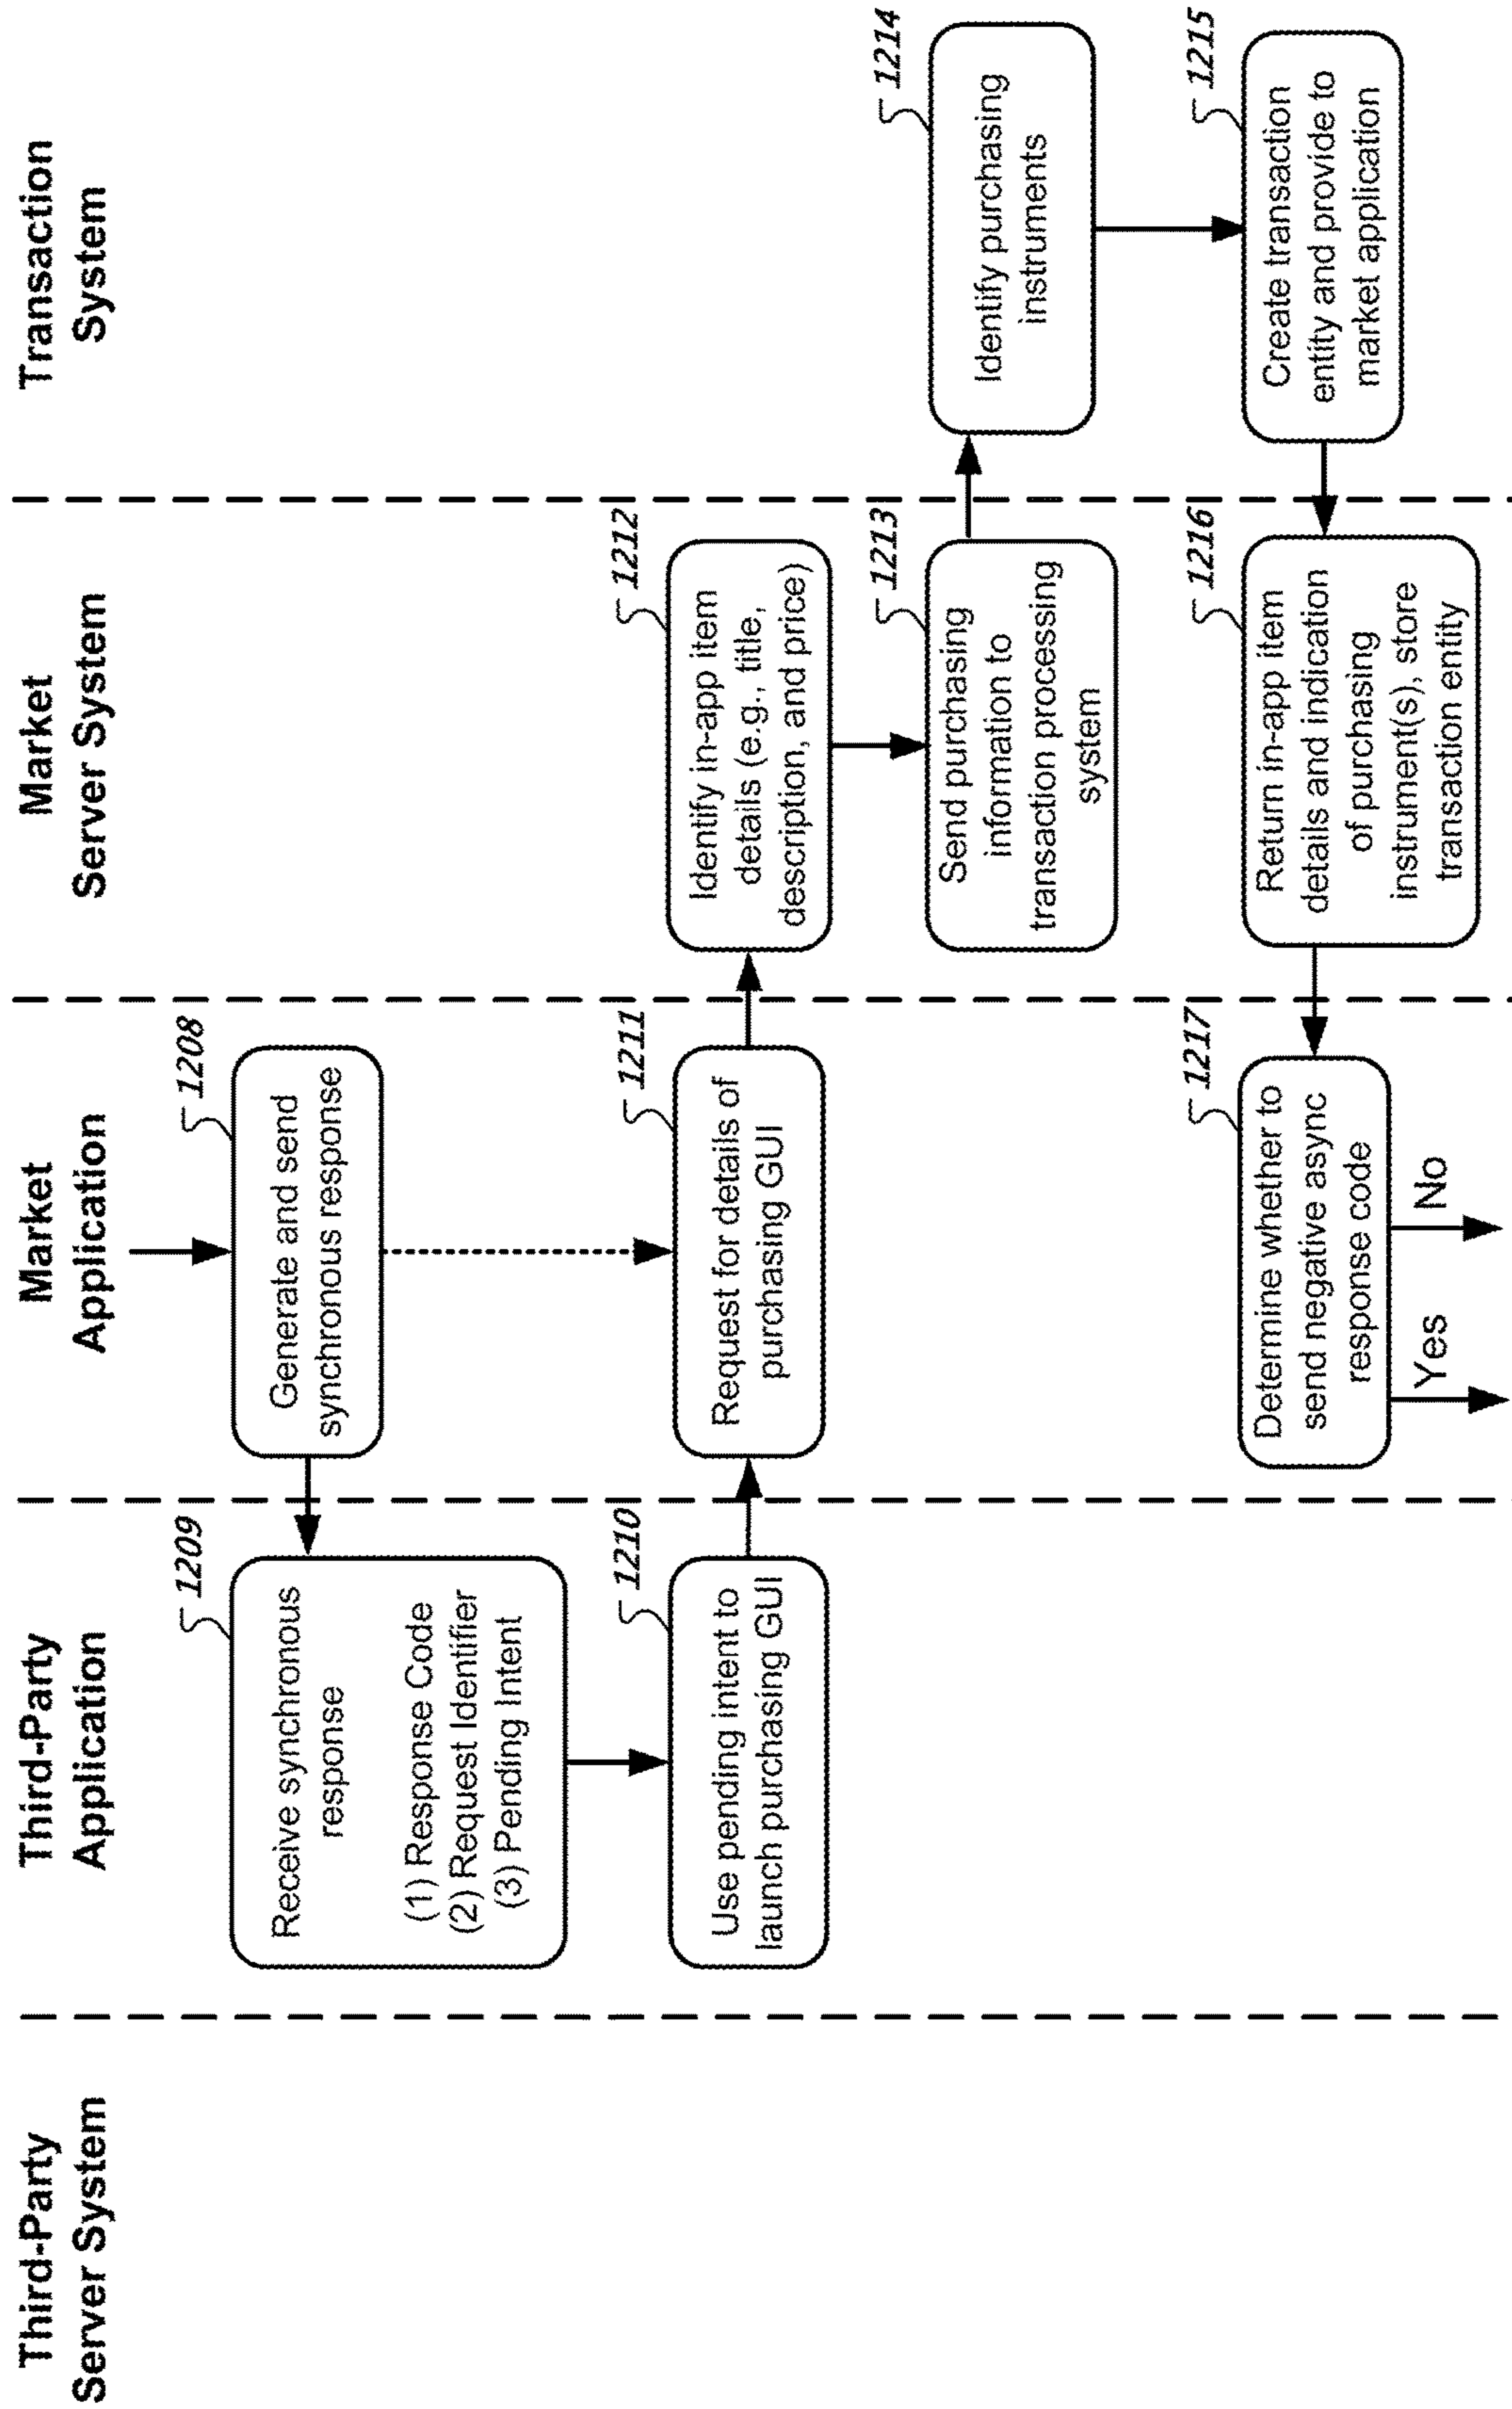 Third-Party
Server System
Third-Party
Application
Market
Application
Market
Server System
Transaction
System
1208
Generate and send
synchronous response
1209
Receive synchronous
response
(1) Response Code
(2) Request Identifier
(3) Pending Intent
1210
Use pending intent to
launch purchasing GUI
1211
Request for details of
purchasing GUI
1212
Identify in-app item
details (e.g., title,
description, and price)
1213
Send purchasing
information to
transaction processing
system
1214
Identify purchasing
instruments
1215
Create transaction
entity and provide to
market application
1216
Return in-app item
details and indication
of purchasing
instrument(s), store
transaction entity
1217
Determine whether to
send negative async
response code
Yes
No